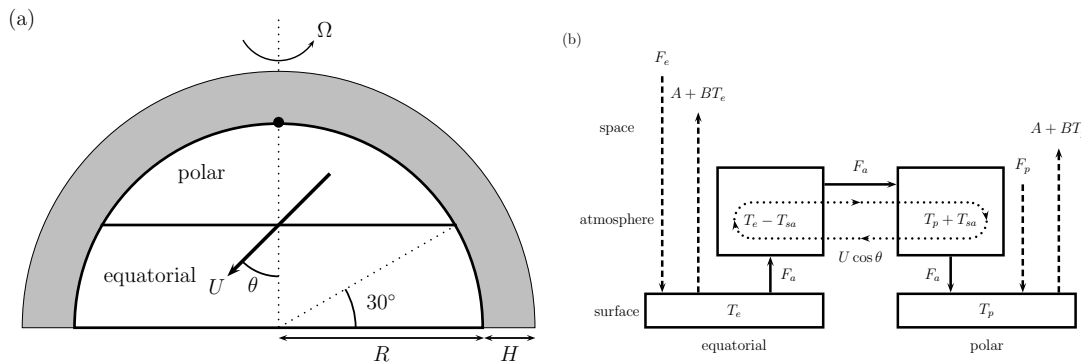 (a)
Ω
polar
equatorial
U
θ
30°
R
H
(b)
F_e
A + BT_e
A + BT
space
F_a
F_p
atmosphere
T_e − T_sa
T_p + T_sa
U cos θ
F_a
F_a
surface
T_e
T_p
equatorial
polar